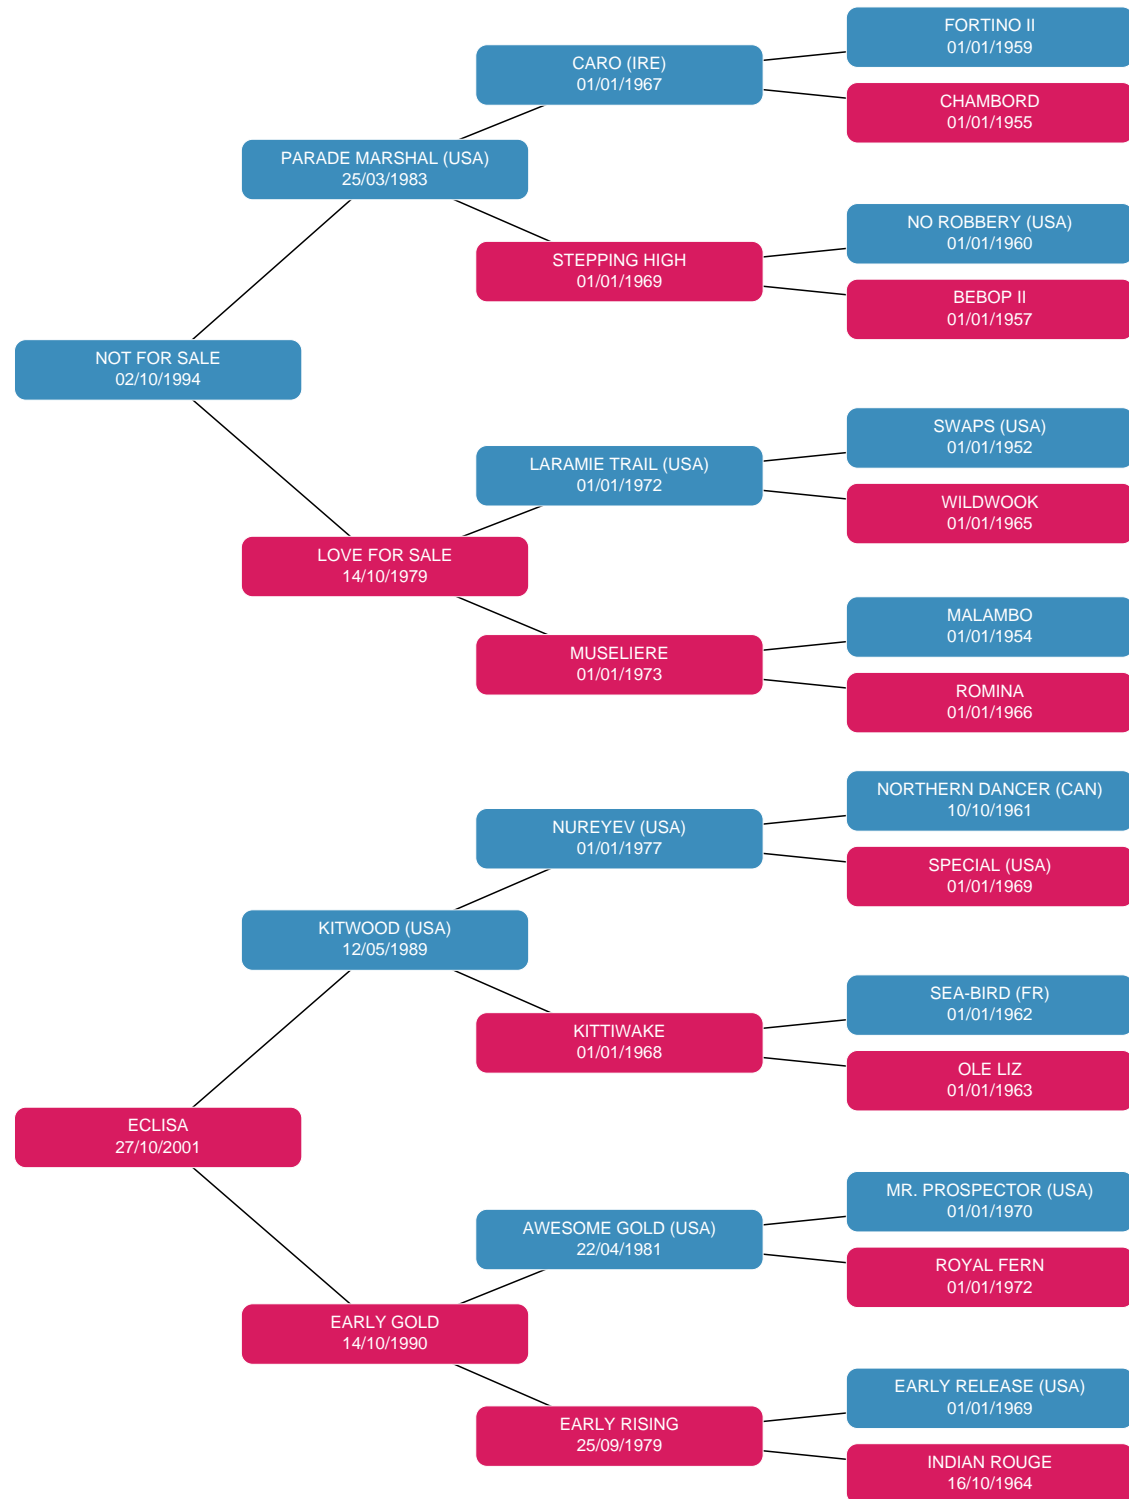 FORTINO II
01/01/1959
CARO (IRE)
01/01/1967
CHAMBORD
01/01/1955
PARADE MARSHAL (USA)
25/03/1983
NO ROBBERY (USA)
01/01/1960
STEPPING HIGH
01/01/1969
BEBOP II
01/01/1957
NOT FOR SALE
02/10/1994
SWAPS (USA)
01/01/1952
LARAMIE TRAIL (USA)
01/01/1972
WILDWOOK
01/01/1965
LOVE FOR SALE
14/10/1979
MALAMBO
01/01/1954
MUSELIERE
01/01/1973
ROMINA
01/01/1966
NORTHERN DANCER (CAN)
10/10/1961
NUREYEV (USA)
01/01/1977
SPECIAL (USA)
01/01/1969
KITWOOD (USA)
12/05/1989
SEA-BIRD (FR)
01/01/1962
KITTIWAKE
01/01/1968
OLE LIZ
01/01/1963
ECLISA
27/10/2001
MR. PROSPECTOR (USA)
01/01/1970
AWESOME GOLD (USA)
22/04/1981
ROYAL FERN
01/01/1972
EARLY GOLD
14/10/1990
EARLY RELEASE (USA)
01/01/1969
EARLY RISING
25/09/1979
INDIAN ROUGE
16/10/1964